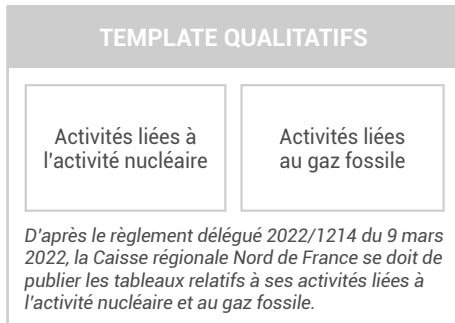 TEMPLATE QUALITATIFS
Activités liées à
l'activité nucléaire
Activités liées
au gaz fossile
D'après le règlement délégué 2022/1214 du 9 mars
2022, la Caisse régionale Nord de France se doit de
publier les tableaux relatifs à ses activités liées à
l'activité nucléaire et au gaz fossile.